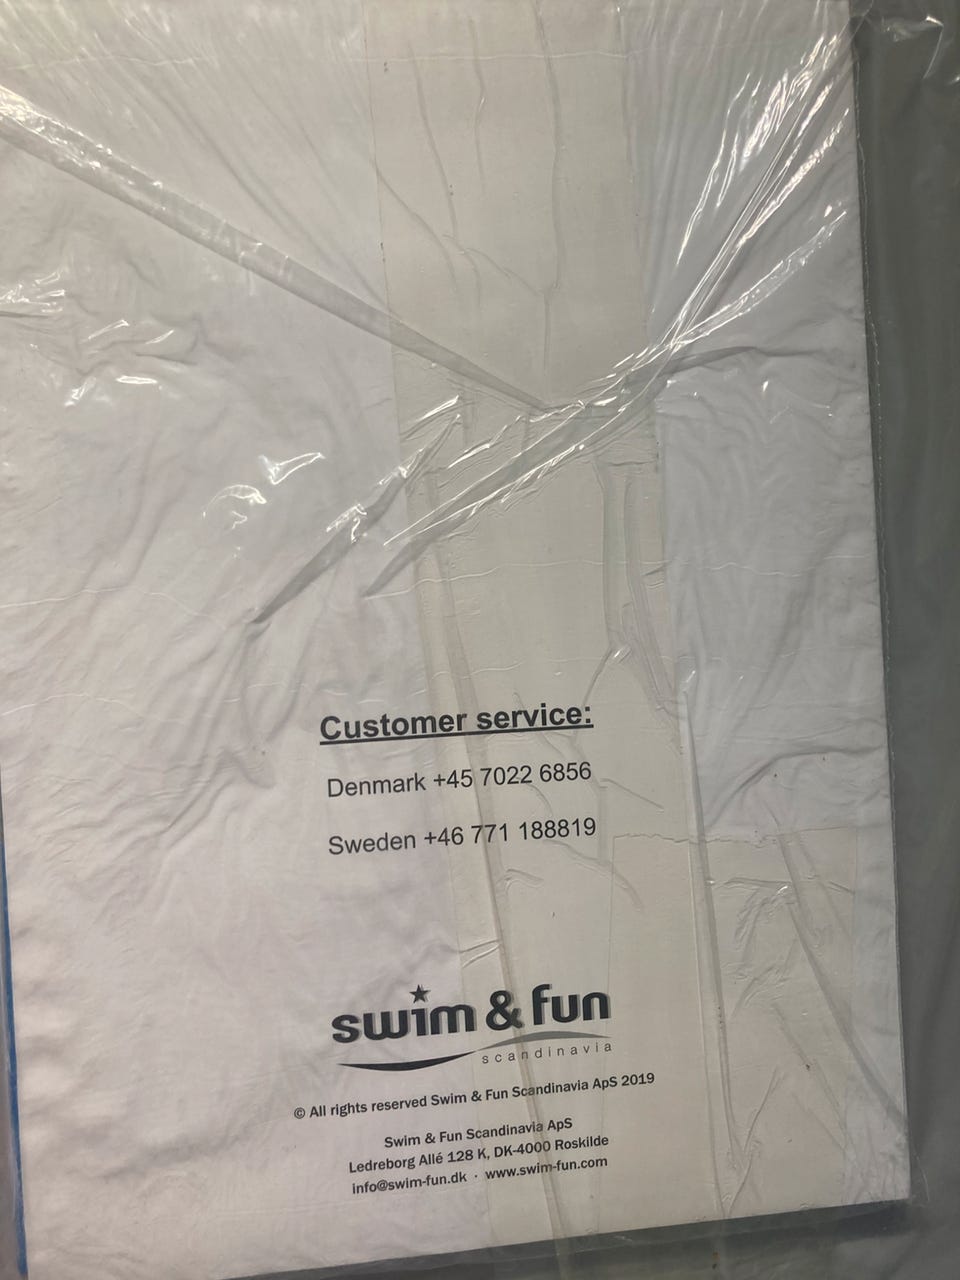 Customer service:
Denmark +45 7022 6856
Sweden +46 771 188819
swim & fun
scandinavia
© All rights reserved Swim & Fun Scandinavia ApS 2019
Swim & Fun Scandinavia ApS
Ledreborg Allé 128 K, DK-4000 Roskilde
info@swim-fun.dk · www.swim-fun.com